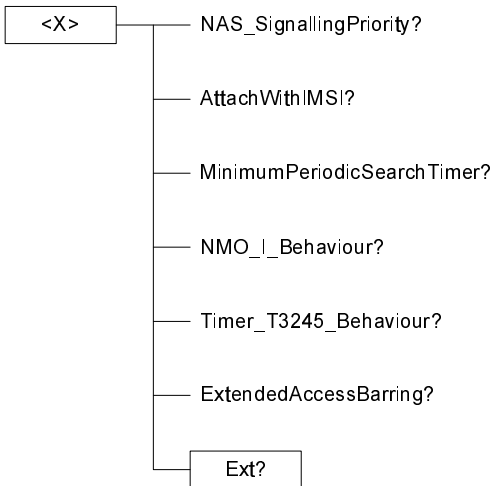 <X>
NAS_SignallingPriority?
AttachWithIMSI?
MinimumPeriodicSearchTimer?
NMO_I_Behaviour?
Timer_T3245_Behaviour?
ExtendedAccessBarring?
Ext?